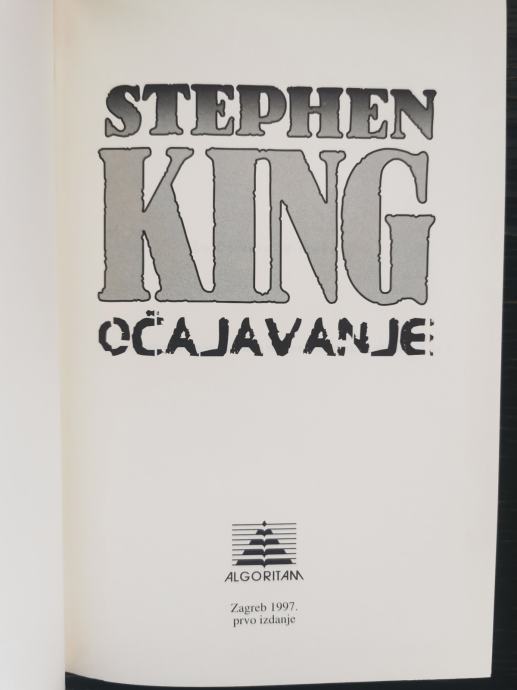 STEPHEN
KING
OČAJAVANJE
ALGORITAM
Zagreb 1997.
prvo izdanje